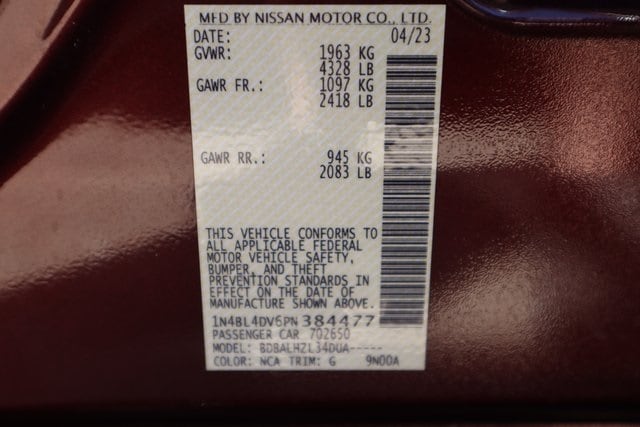 MFD BY NISSAN MOTOR CO., LTD.
DATE: 04/23
GVWR: 1963 KG
4328 LB
GAWR FR.: 1097 KG
2418 LB
GAWR RR.: 945 KG
2083 LB
THIS VEHICLE CONFORMS TO
ALL APPLICABLE FEDERAL
MOTOR VEHICLE SAFETY,
BUMPER, AND THEFT
PREVENTION STANDARDS IN
EFFECT ON THE DATE OF
MANUFACTURE SHOWN ABOVE.
1N4BL4DV6PN384477
PASSENGER CAR 702650
MODEL: BDBALHZL34DUA-----
COLOR: NCA TRIM: G 9N00A